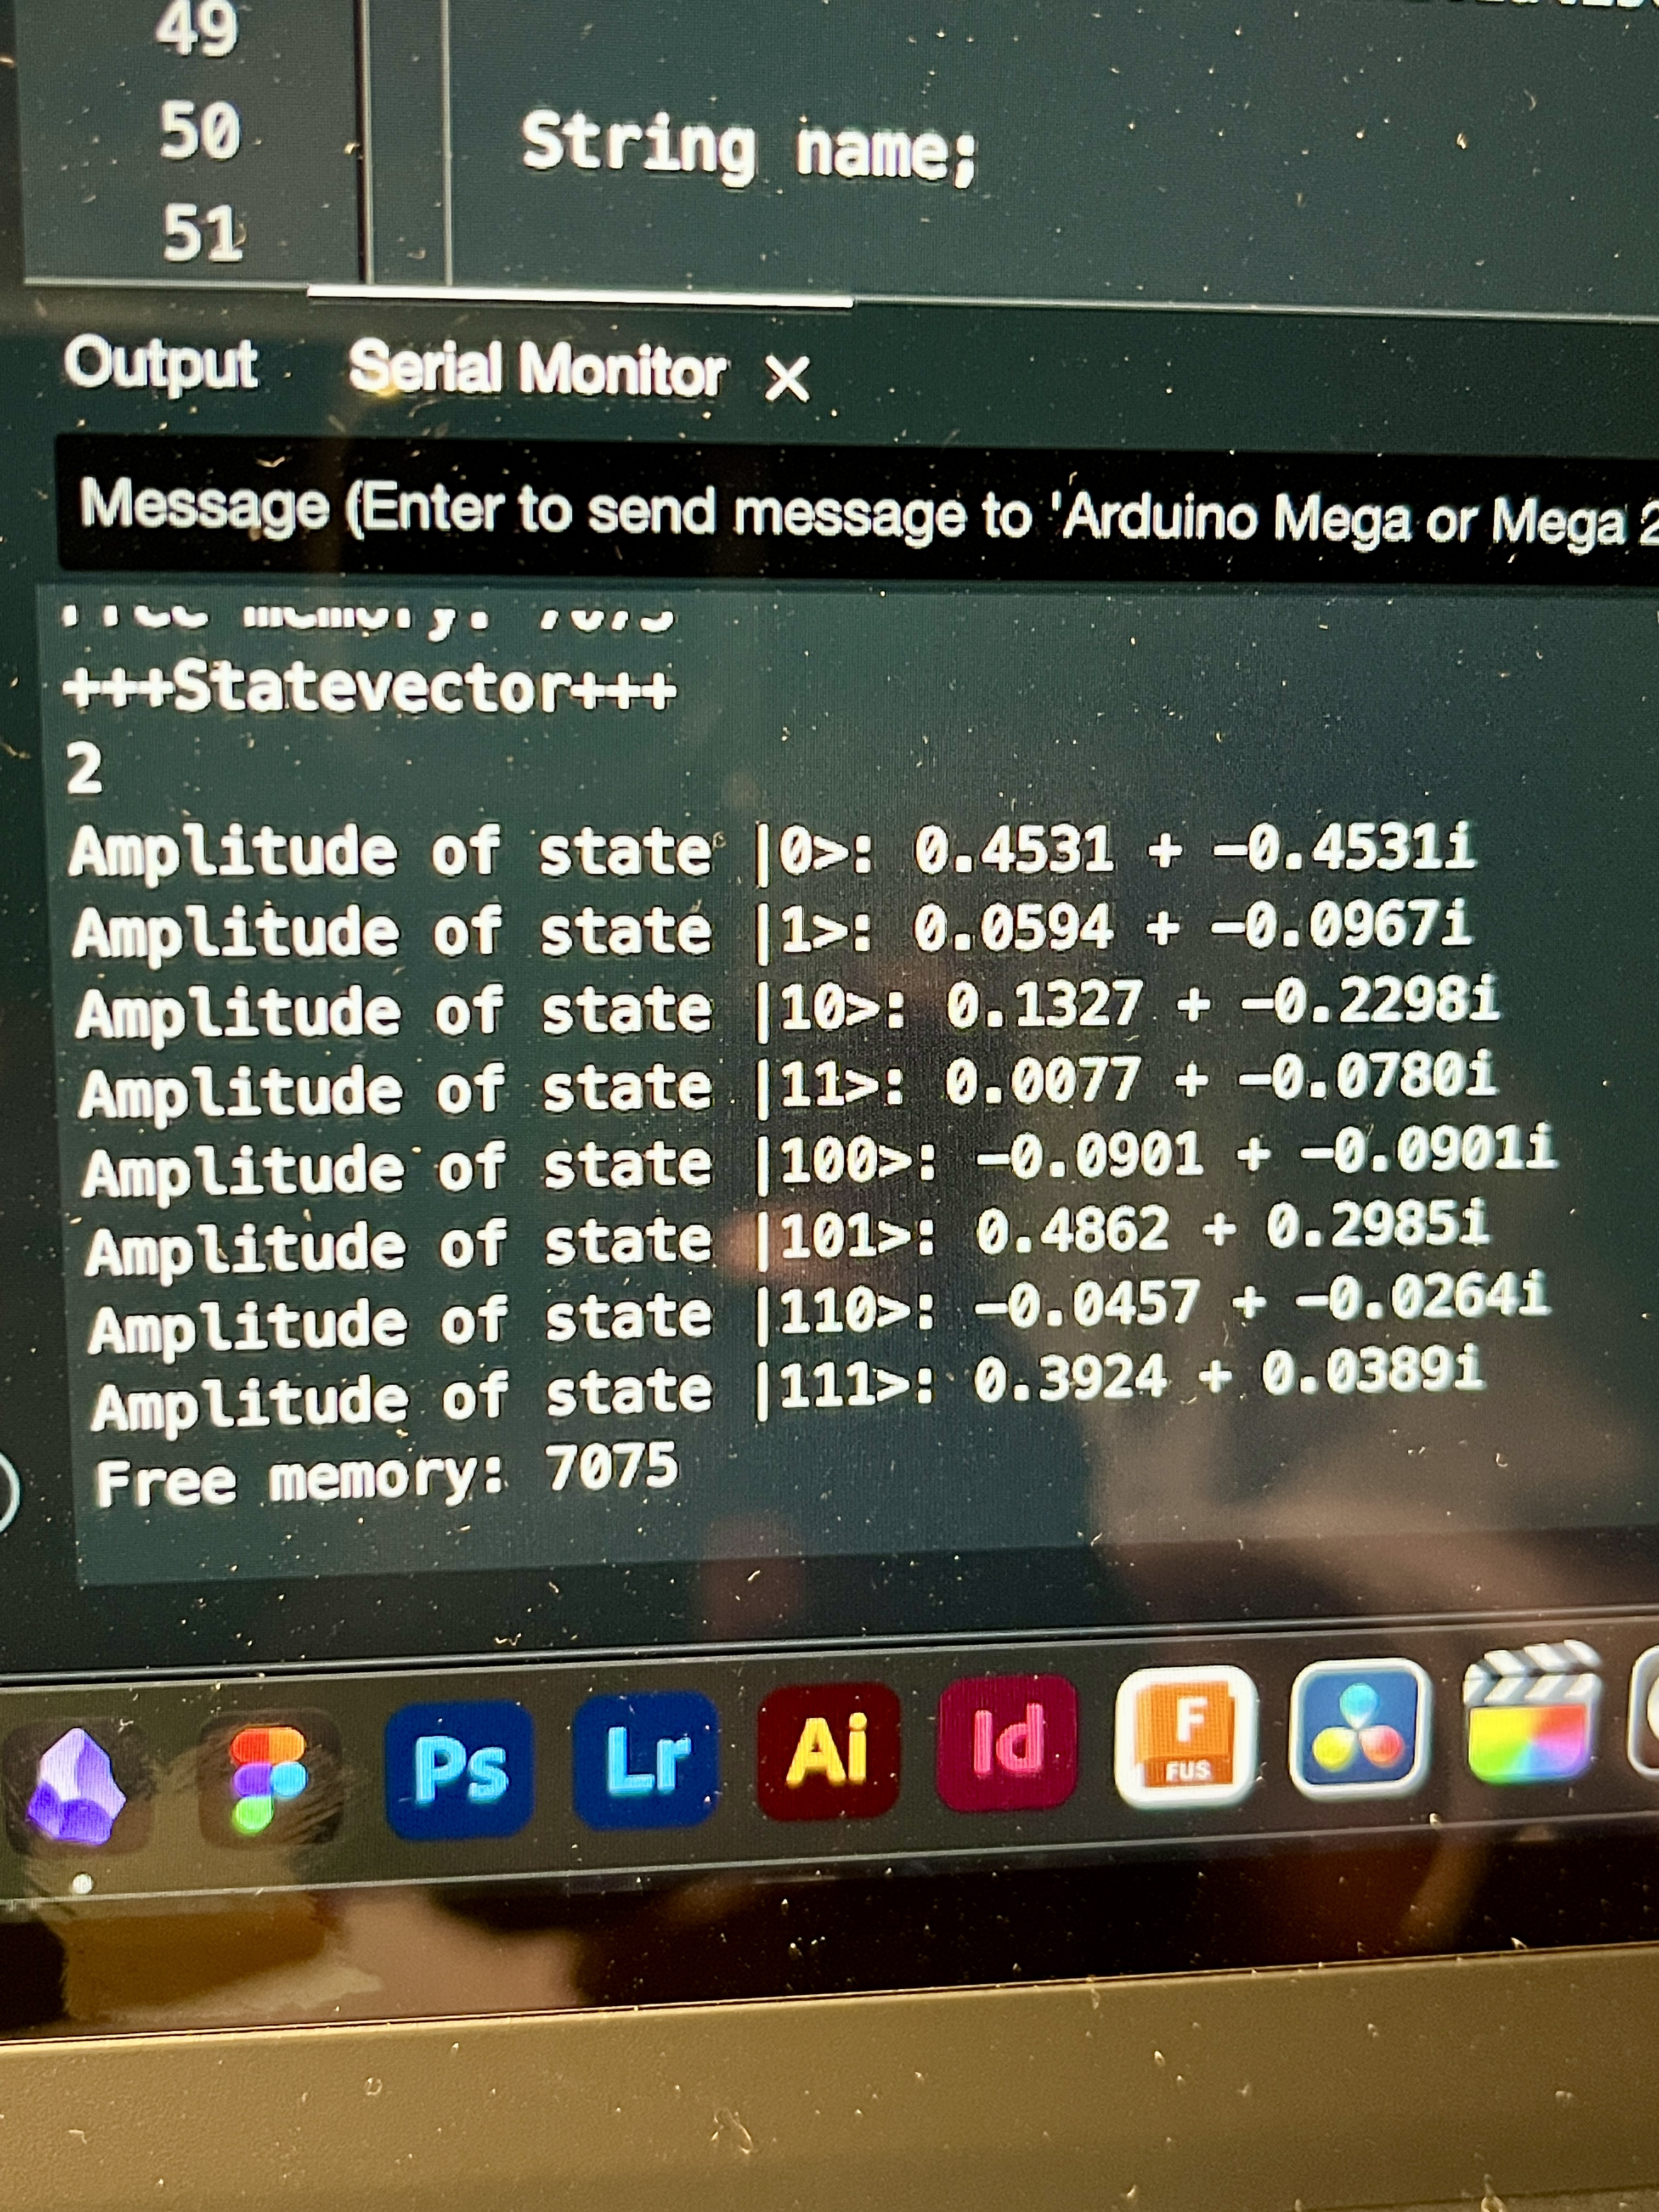 49
50 String name;
51
Output Serial Monitor ×
Message (Enter to send message to 'Arduino Mega or Mega 2
Free memory: 7075
+++Statevector+++
2
Amplitude of state |0>: 0.4531 + -0.4531i
Amplitude of state |1>: 0.0594 + -0.0967i
Amplitude of state |10>: 0.1327 + -0.2298i
Amplitude of state |11>: 0.0077 + -0.0780i
Amplitude of state |100>: -0.0901 + -0.0901i
Amplitude of state |101>: 0.4862 + 0.2985i
Amplitude of state |110>: -0.0457 + -0.0264i
Amplitude of state |111>: 0.3924 + 0.0389i
Free memory: 7075
Ps Lr Ai Id F
FUS